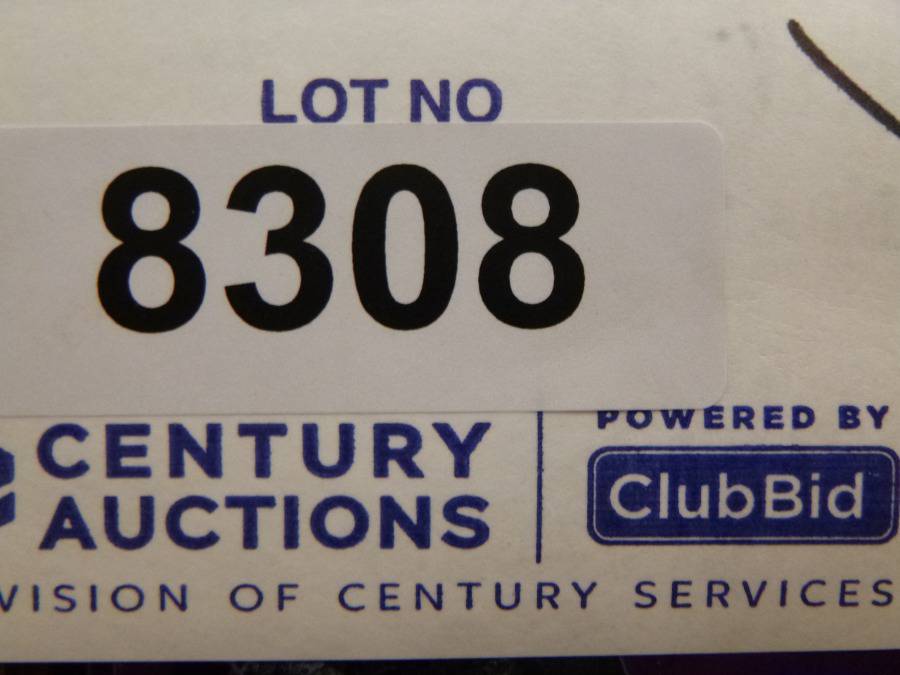 LOT NO
8308
CENTURY
AUCTIONS
POWERED BY
ClubBid
VISION OF CENTURY SERVICES